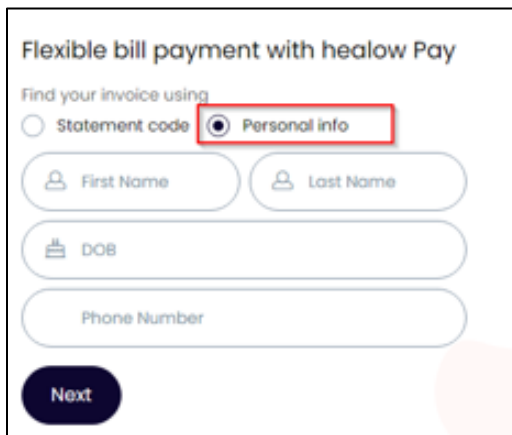 Flexible bill payment with healow Pay
Find your invoice using
Statement code Personal info
First Name Last Name
DOB
Phone Number
Next